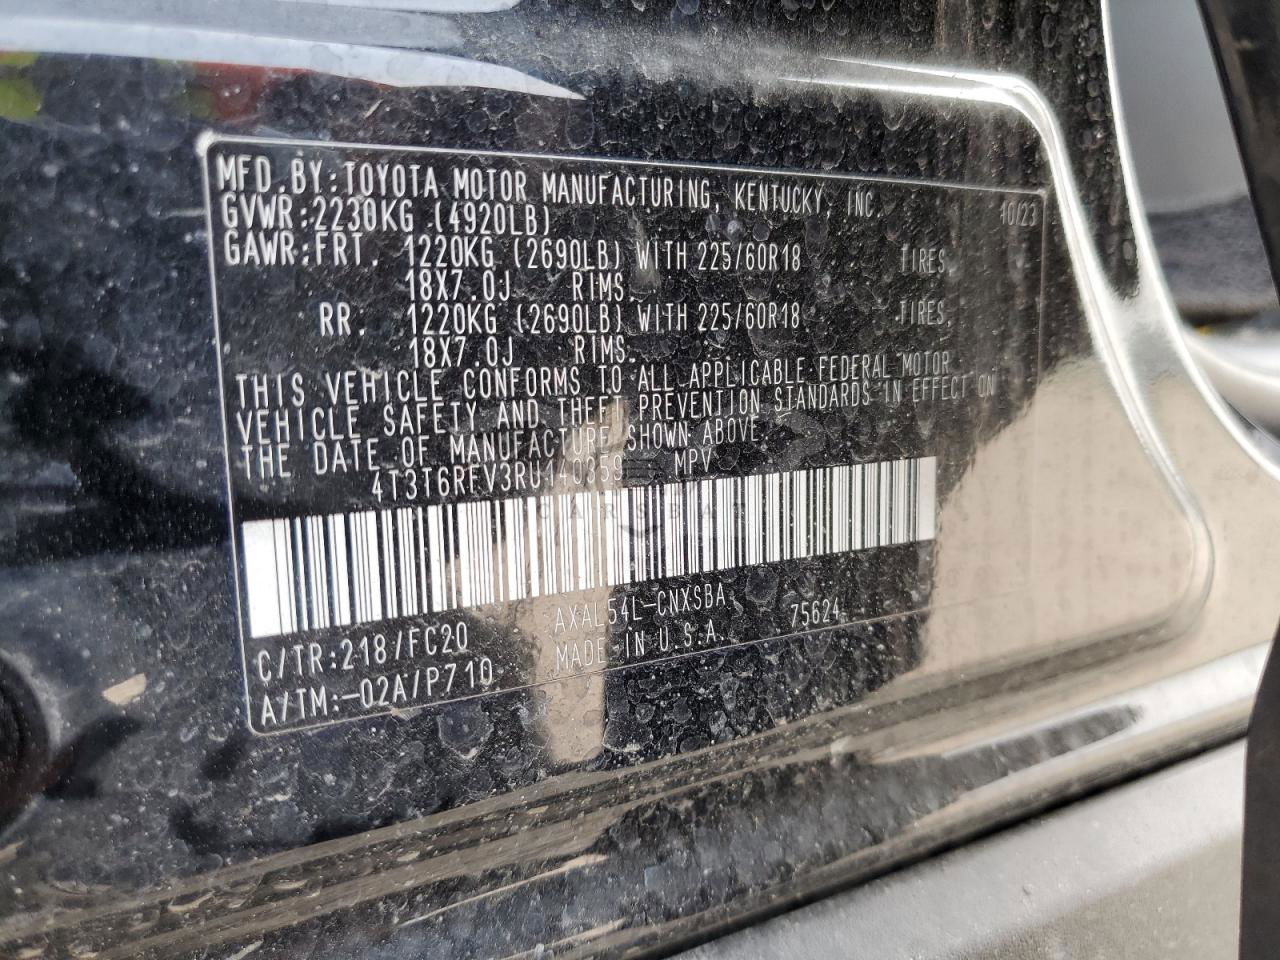 MFD.BY:TOYOTA MOTOR MANUFACTURING, KENTUCKY, INC. 10/23
GVWR:2230KG (4920LB)
GAWR:FRT. 1220KG (2690LB) WITH 225/60R18 TIRES,
18X7.0J RIMS.
RR. 1220KG (2690LB) WITH 225/60R18 TIRES,
18X7.0J RIMS.
THIS VEHICLE CONFORMS TO ALL APPLICABLE FEDERAL MOTOR
VEHICLE SAFETY AND THEFT PREVENTION STANDARDS IN EFFECT ON
THE DATE OF MANUFACTURE SHOWN ABOVE.
4T3T6RFV3RU140359 MPV
CARSBA
C/TR:218/FC20 AXAL54L-CNXSBA 75624
A/TM:-02A/P710 MADE IN U.S.A.